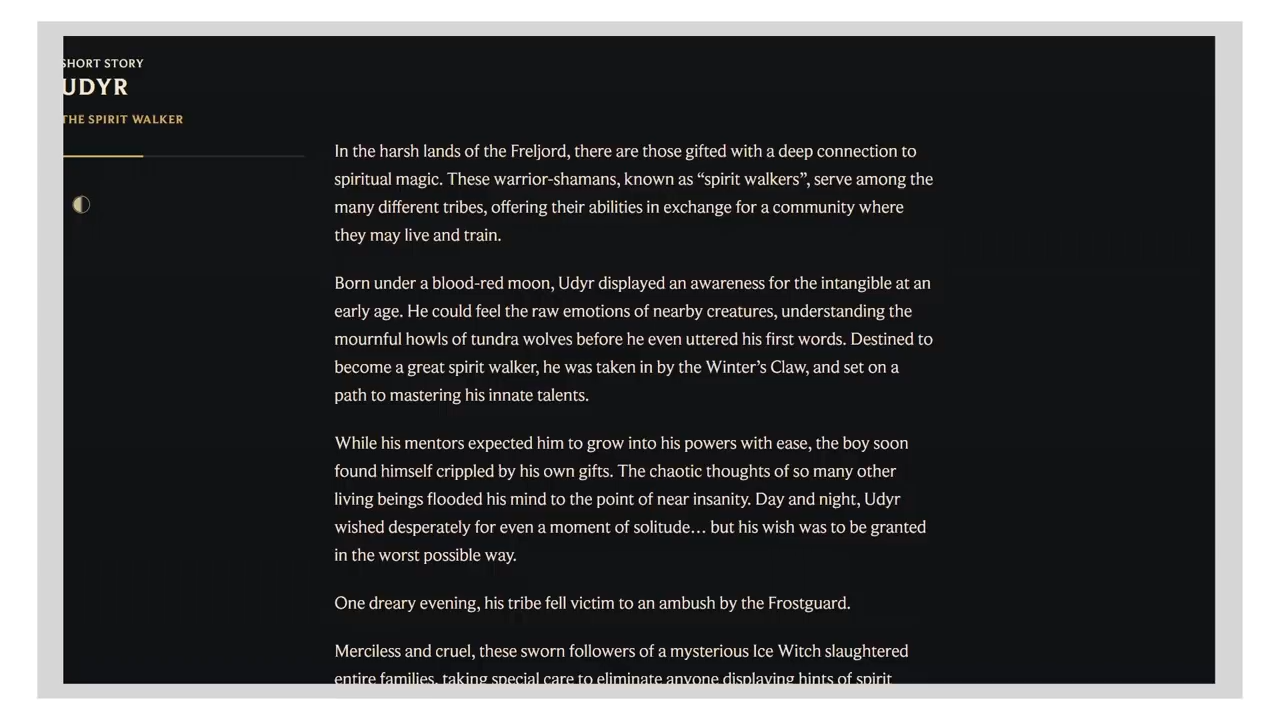 SHORT STORY
UDYR
THE SPIRIT WALKER
In the harsh lands of the Freljord, there are those gifted with a deep connection to
spiritual magic. These warrior-shamans, known as “spirit walkers”, serve among the
many different tribes, offering their abilities in exchange for a community where
they may live and train.
Born under a blood-red moon, Udyr displayed an awareness for the intangible at an
early age. He could feel the raw emotions of nearby creatures, understanding the
mournful howls of tundra wolves before he even uttered his first words. Destined to
become a great spirit walker, he was taken in by the Winter’s Claw, and set on a
path to mastering his innate talents.
While his mentors expected him to grow into his powers with ease, the boy soon
found himself crippled by his own gifts. The chaotic thoughts of so many other
living beings flooded his mind to the point of near insanity. Day and night, Udyr
wished desperately for even a moment of solitude… but his wish was to be granted
in the worst possible way.
One dreary evening, his tribe fell victim to an ambush by the Frostguard.
Merciless and cruel, these sworn followers of a mysterious Ice Witch slaughtered
entire families, taking special care to eliminate anyone displaying hints of spirit